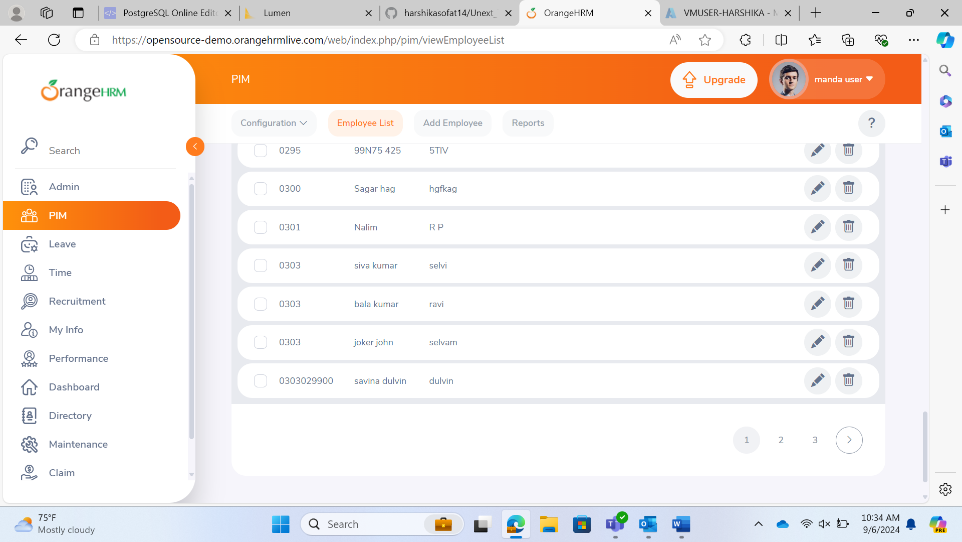 PostgreSQL Online Edit
Lumen
harshikasofat14/Unext_
OrangeHRM
VMUSER-HARSHIKA - M
https://opensource-demo.orangehrmlive.com/web/index.php/pim/viewEmployeeList
OrangeHRM
PIM
Upgrade
manda user
Configuration
Employee List
Add Employee
Reports
?
Search
Admin
PIM
Leave
Time
Recruitment
My Info
Performance
Dashboard
Directory
Maintenance
Claim
0295 99N75 425 5TIV
0300 Sagar hag hgfkag
0301 Nalim R P
0303 siva kumar selvi
0303 bala kumar ravi
0303 joker john selvam
0303029900 savina dulvin dulvin
1 2 3
75°F
Mostly cloudy
Search
10:34 AM
9/6/2024
PRE